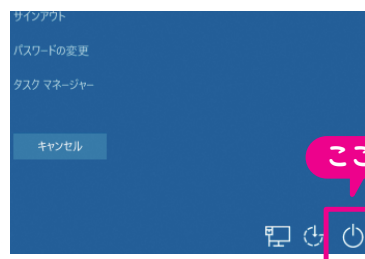 サインアウト
パスワードの変更
タスク マネージャー
キャンセル
ここ